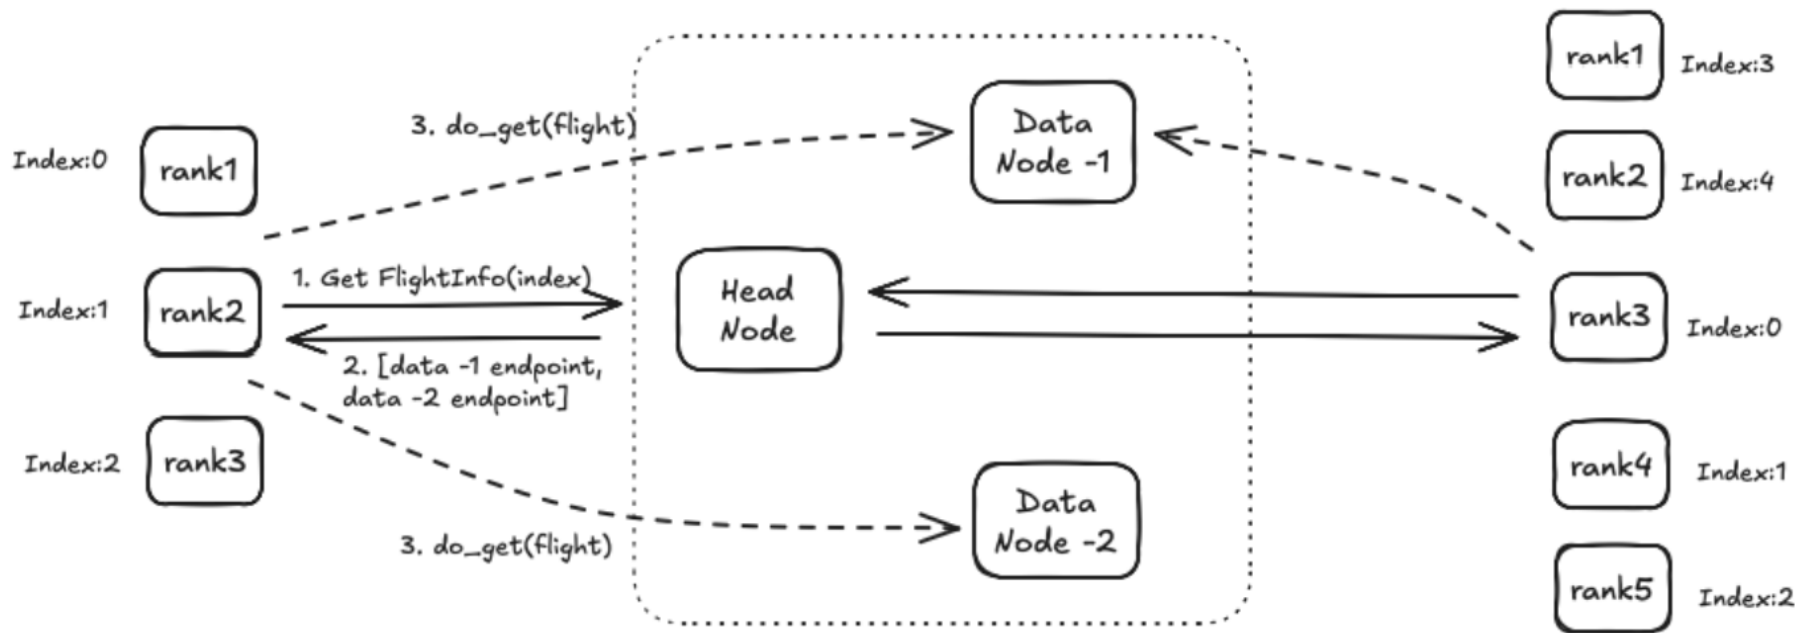 Index:0
rank1
3. do_get(flight)
Index:1
rank2
1. Get FlightInfo(index)
2. [data -1 endpoint,
data -2 endpoint]
Index:2
rank3
3. do_get(flight)
Data
Node -1
Head
Node
Data
Node -2
rank1
Index:3
rank2
Index:4
rank3
Index:0
rank4
Index:1
rank5
Index:2